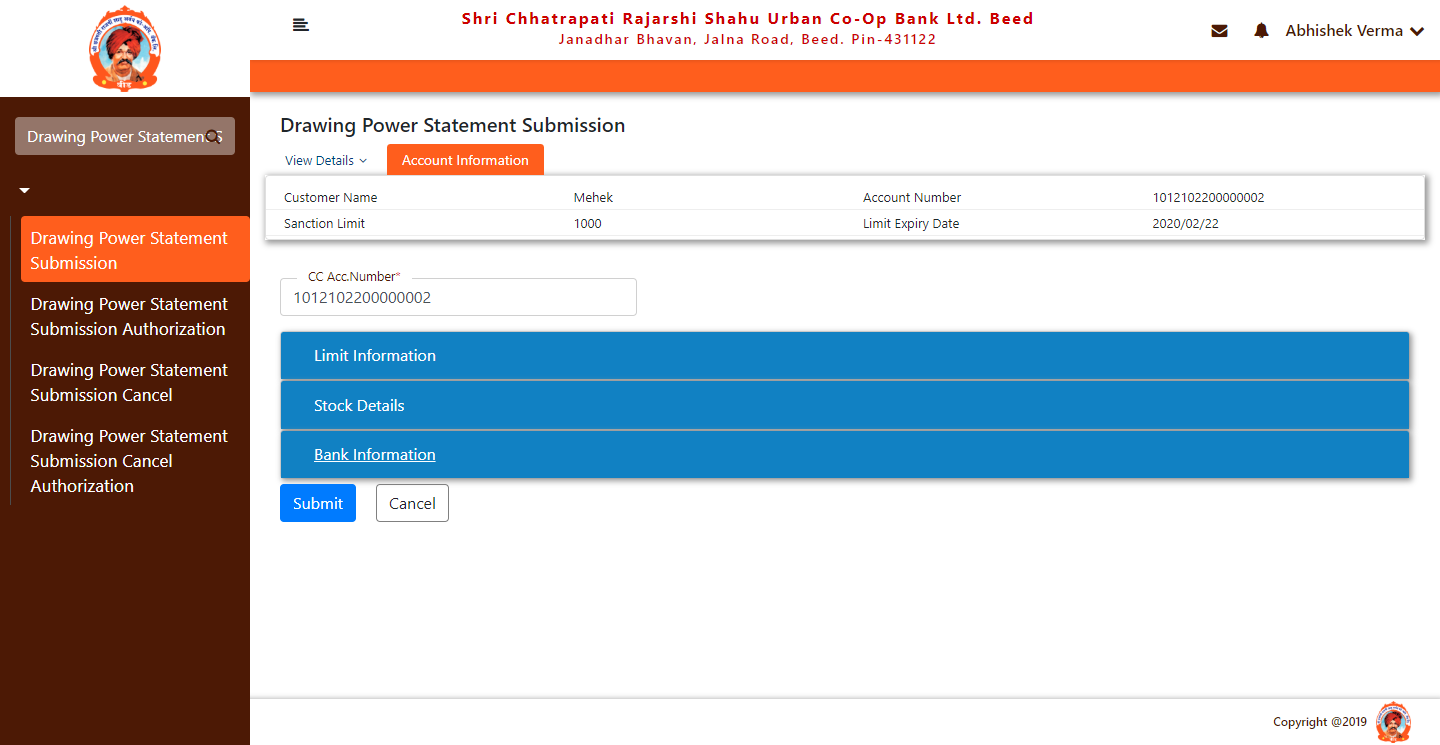 Shri Chhatrapati Rajarshi Shahu Urban Co-Op Bank Ltd. Beed
Janadhar Bhavan, Jalna Road, Beed. Pin-431122
Abhishek Verma
Drawing Power Statement S
Drawing Power Statement
Submission
Drawing Power Statement
Submission Authorization
Drawing Power Statement
Submission Cancel
Drawing Power Statement
Submission Cancel
Authorization
Drawing Power Statement Submission
View Details
Account Information
Customer Name Mehek Account Number 1012102200000002
Sanction Limit 1000 Limit Expiry Date 2020/02/22
CC Acc.Number*
1012102200000002
Limit Information
Stock Details
Bank Information
Submit Cancel
Copyright @2019